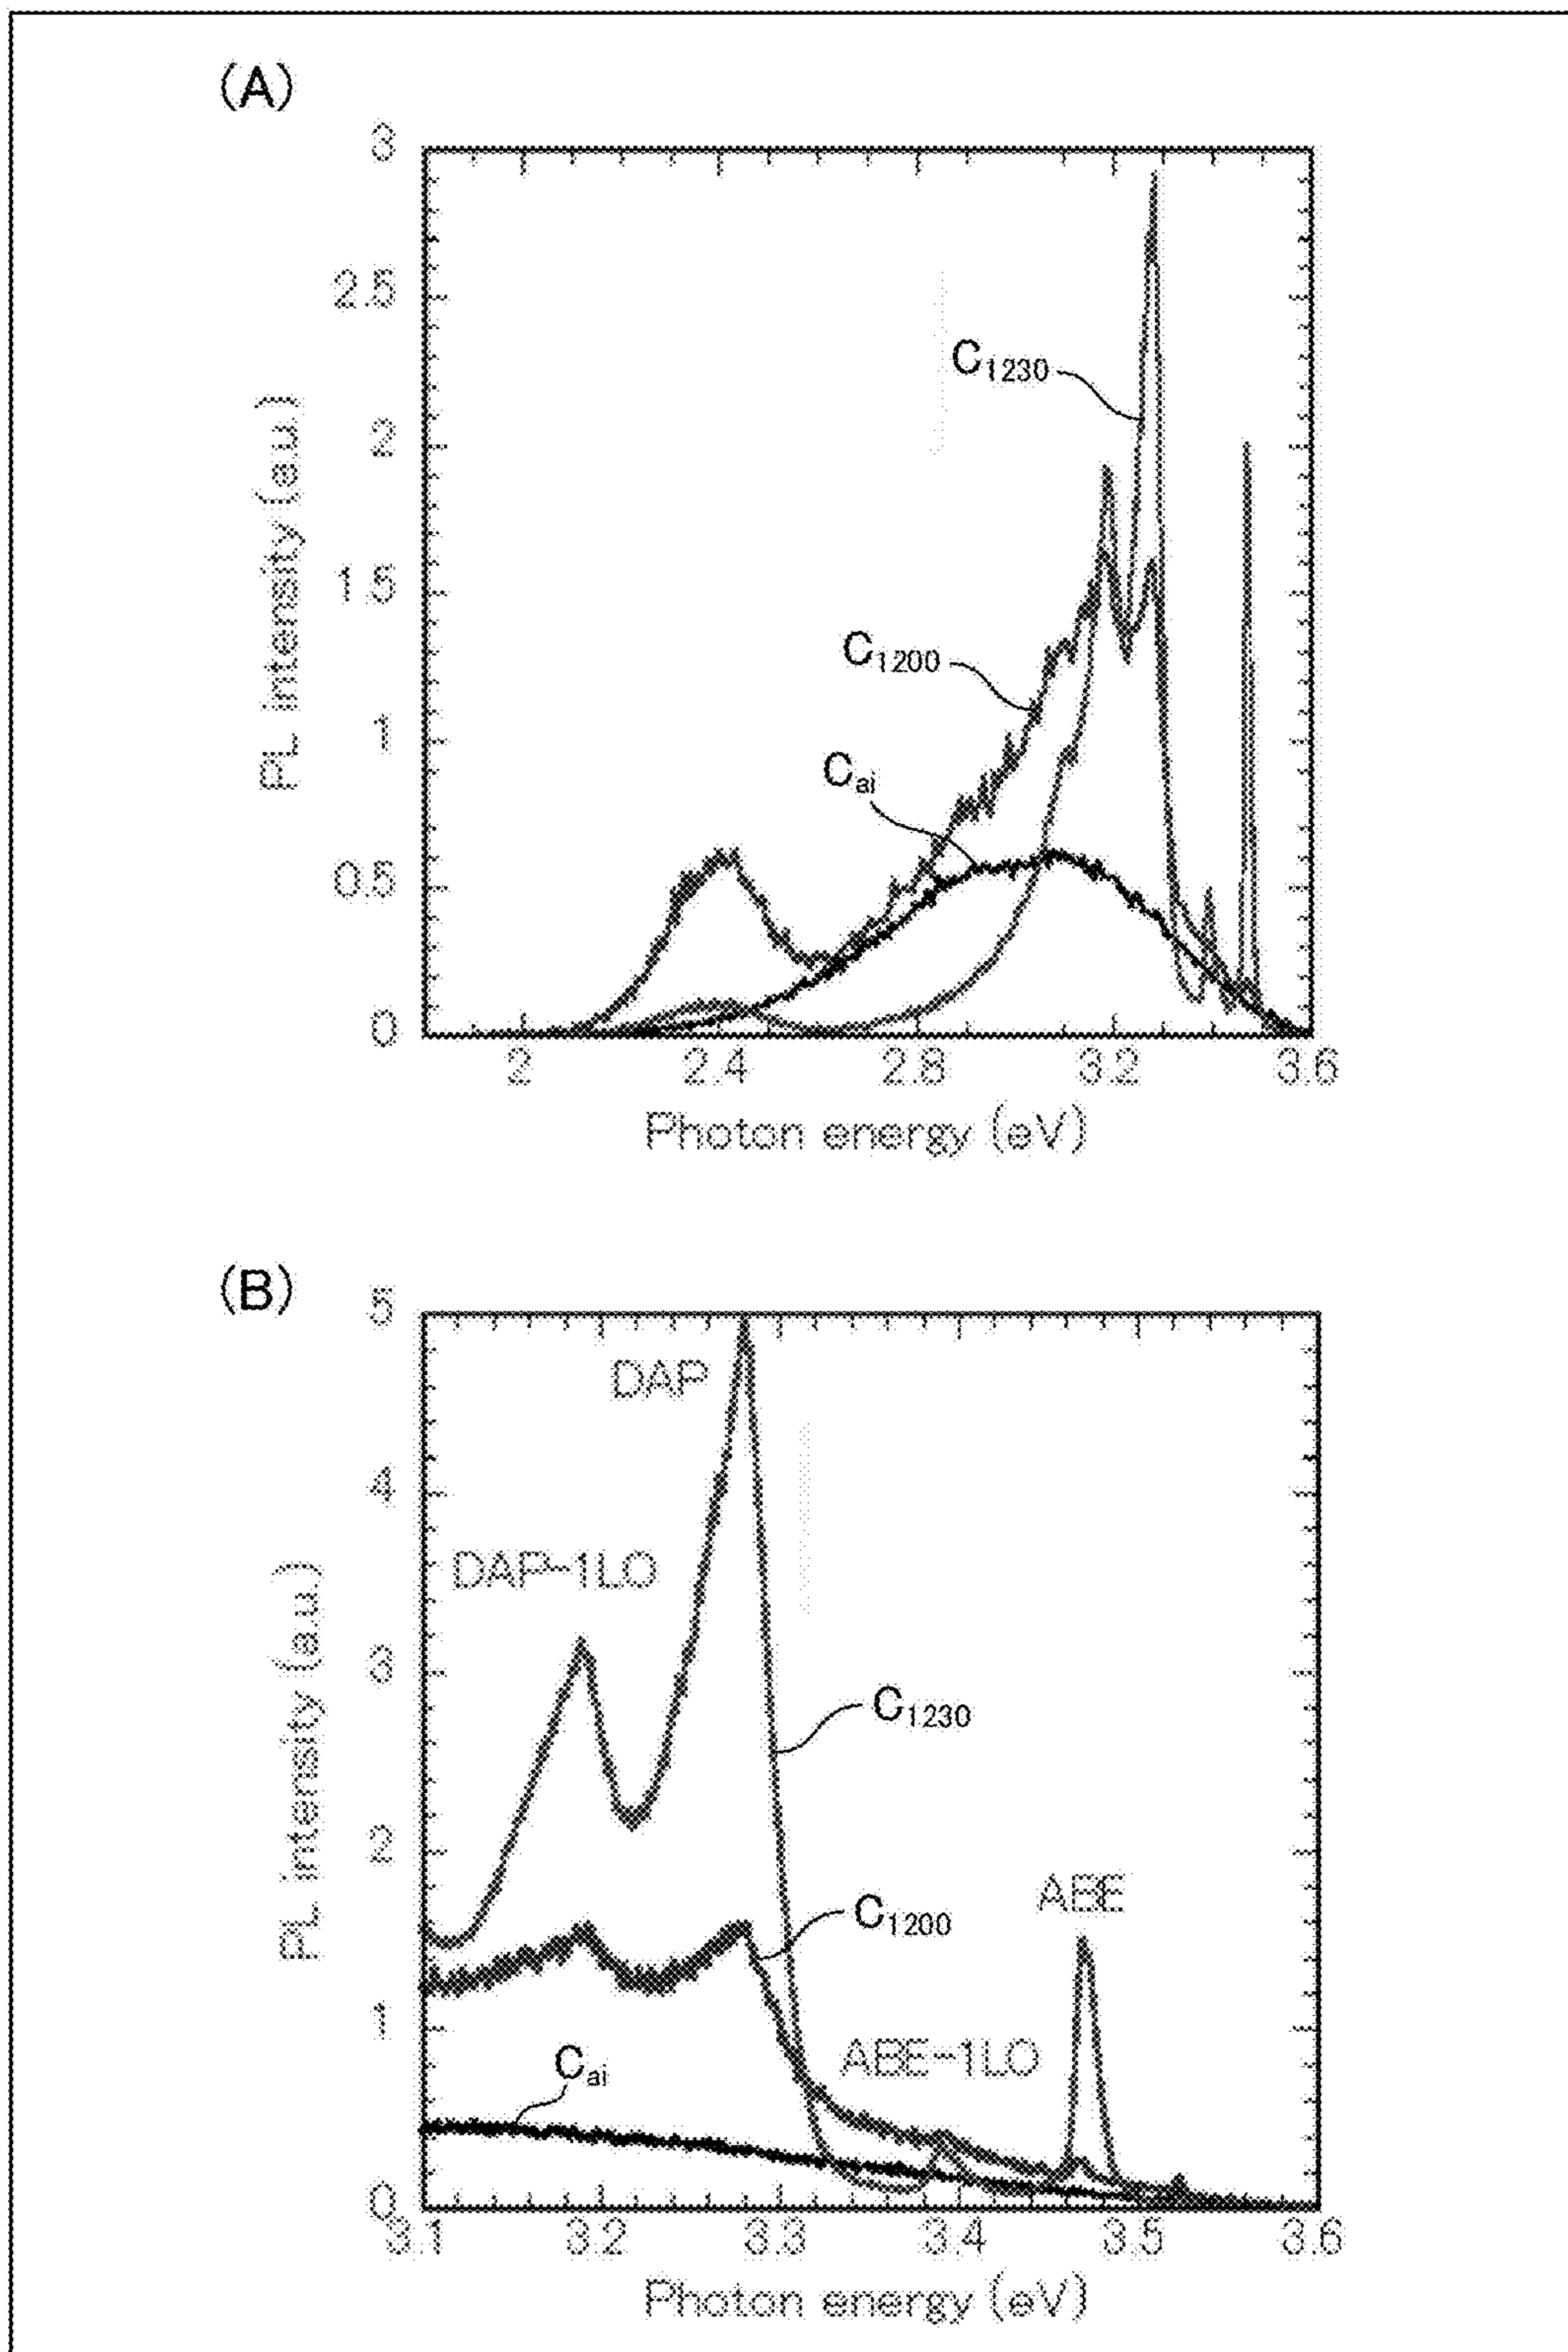 (A)
3
2.5
2
1.5
1
0.5
0
PL intensity (a.u.)
C1230
C1200
Cai
2 2.4 2.8 3.2 3.6
Photon energy (eV)
(B)
5
4
3
2
1
0
PL intensity (a.u.)
DAP
DAP-1LO
C1230
ABE
C1200
ABE-1LO
Cai
3.1 3.2 3.3 3.4 3.5 3.6
Photon energy (eV)